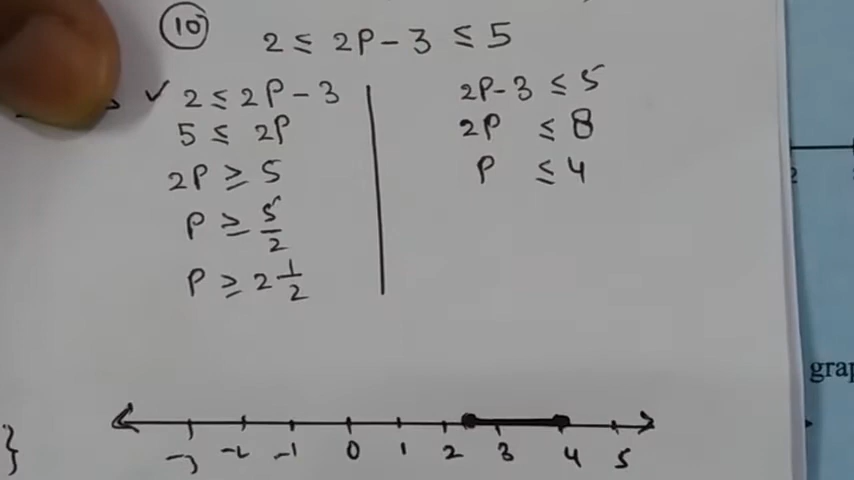 10 2 ≤ 2P - 3 ≤ 5
✓ 2 ≤ 2P - 3
5 ≤ 2P
2P ≥ 5
P ≥ 5/2
P ≥ 2 1/2
2P - 3 ≤ 5
2P ≤ 8
P ≤ 4
-3 -2 -1 0 1 2 3 4 5
}
2
grap